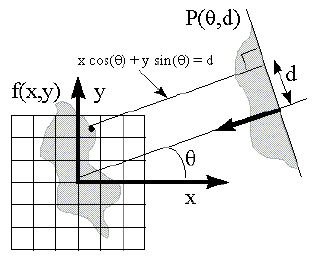 P(θ,d)
x cos(θ) + y sin(θ) = d
d
f(x,y)
y
θ
x